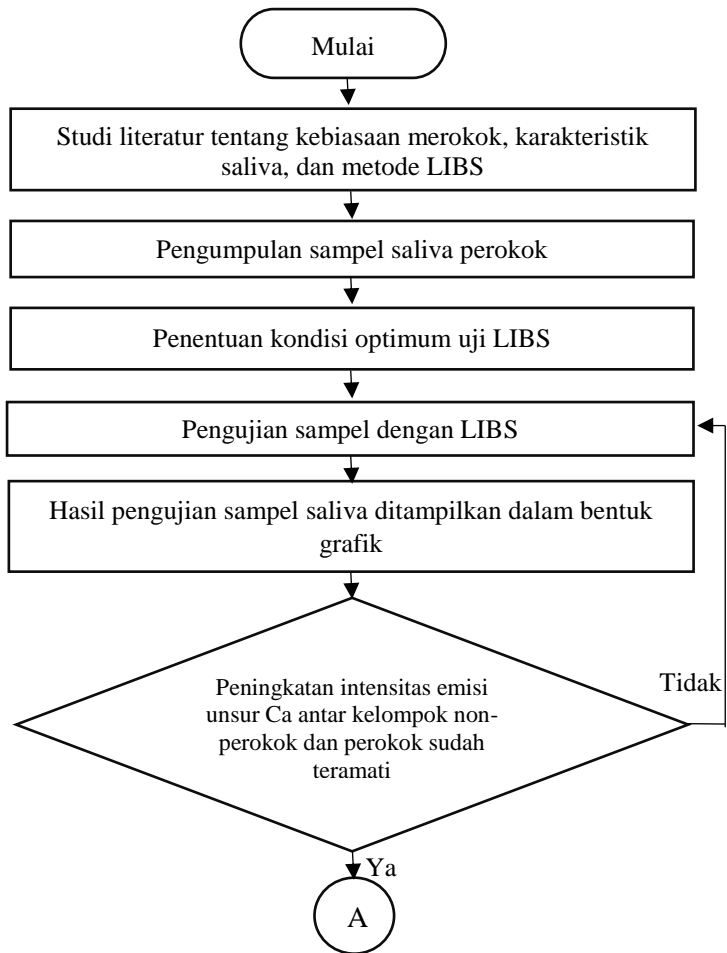 Mulai
Studi literatur tentang kebiasaan merokok, karakteristik
saliva, dan metode LIBS
Pengumpulan sampel saliva perokok
Penentuan kondisi optimum uji LIBS
Pengujian sampel dengan LIBS
Hasil pengujian sampel saliva ditampilkan dalam bentuk
grafik
Peningkatan intensitas emisi
unsur Ca antar kelompok non-
perokok dan perokok sudah
teramati
Tidak
Ya
A